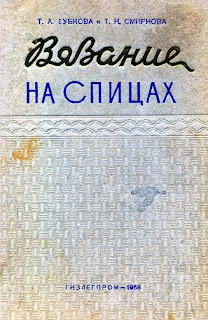 Т. А. ЗУБКОВА и Т. Н. СМИРНОВА
Вязание
НА СПИЦАХ
ГИЗЛЕГПРОМ — 1958